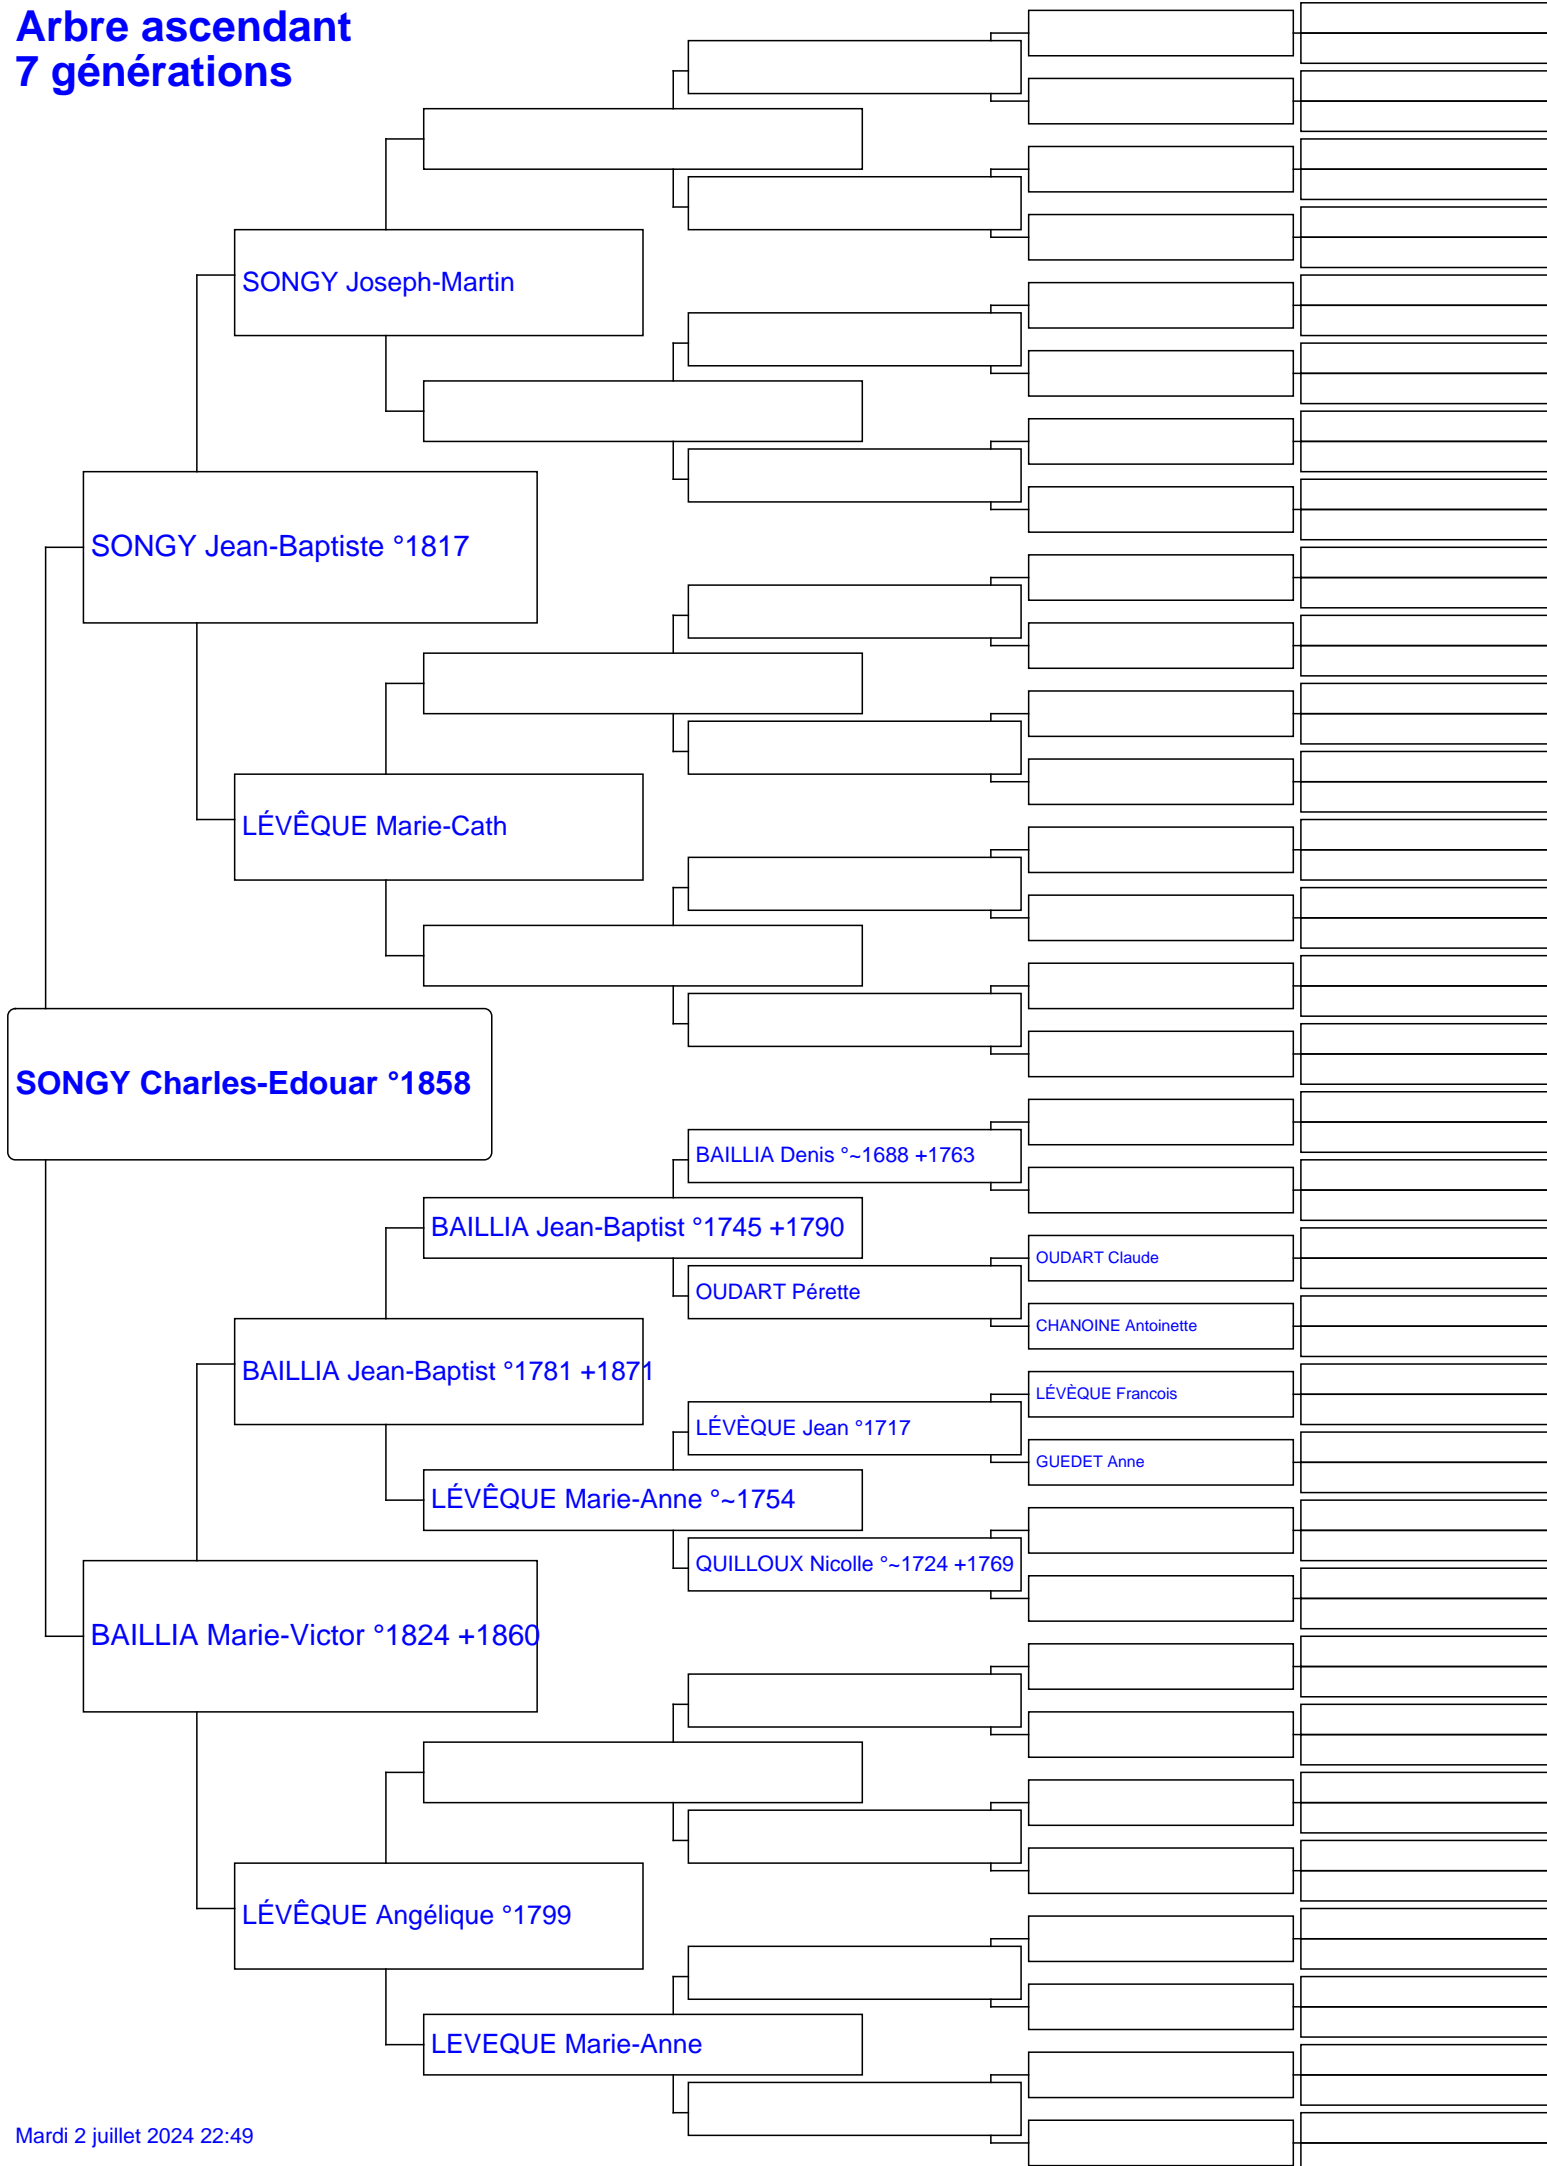 Arbre ascendant
7 générations
SONGY Joseph-Martin
SONGY Jean-Baptiste °1817
LÉVÊQUE Marie-Cath
SONGY Charles-Edouar °1858
BAILLIA Denis °~1688 +1763
BAILLIA Jean-Baptist °1745 +1790
OUDART Claude
OUDART Pérette
CHANOINE Antoinette
BAILLIA Jean-Baptist °1781 +1871
LÉVÈQUE Francois
LÉVÈQUE Jean °1717
GUEDET Anne
LÉVÊQUE Marie-Anne °~1754
QUILLOUX Nicolle °~1724 +1769
BAILLIA Marie-Victor °1824 +1860
LÉVÊQUE Angélique °1799
LEVEQUE Marie-Anne
Mardi 2 juillet 2024 22:49